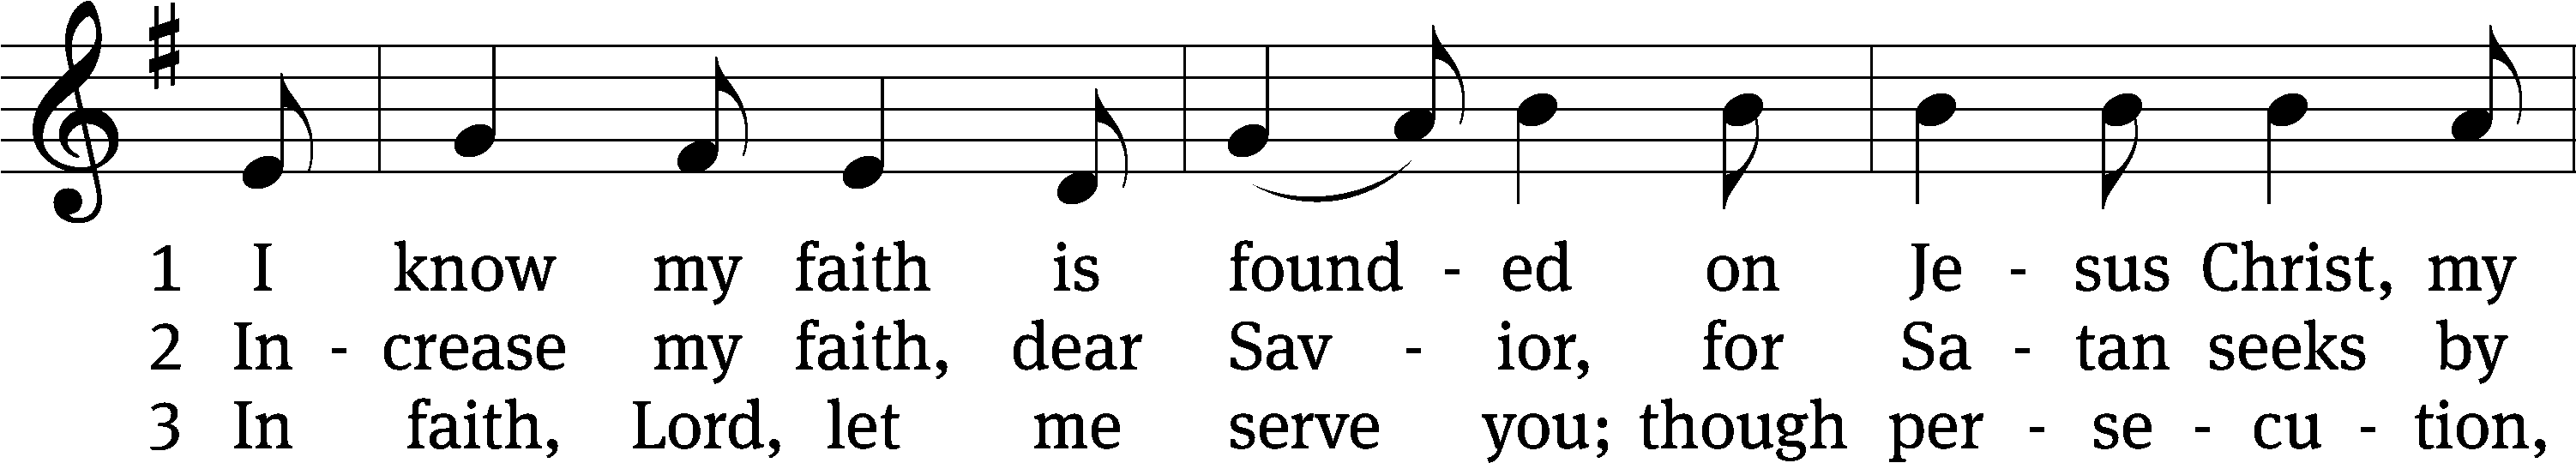 1 I know my faith is found - ed on Je - sus Christ, my
2 In - crease my faith, dear Sav - ior, for Sa - tan seeks by
3 In faith, Lord, let me serve you; though per - se - cu - tion,